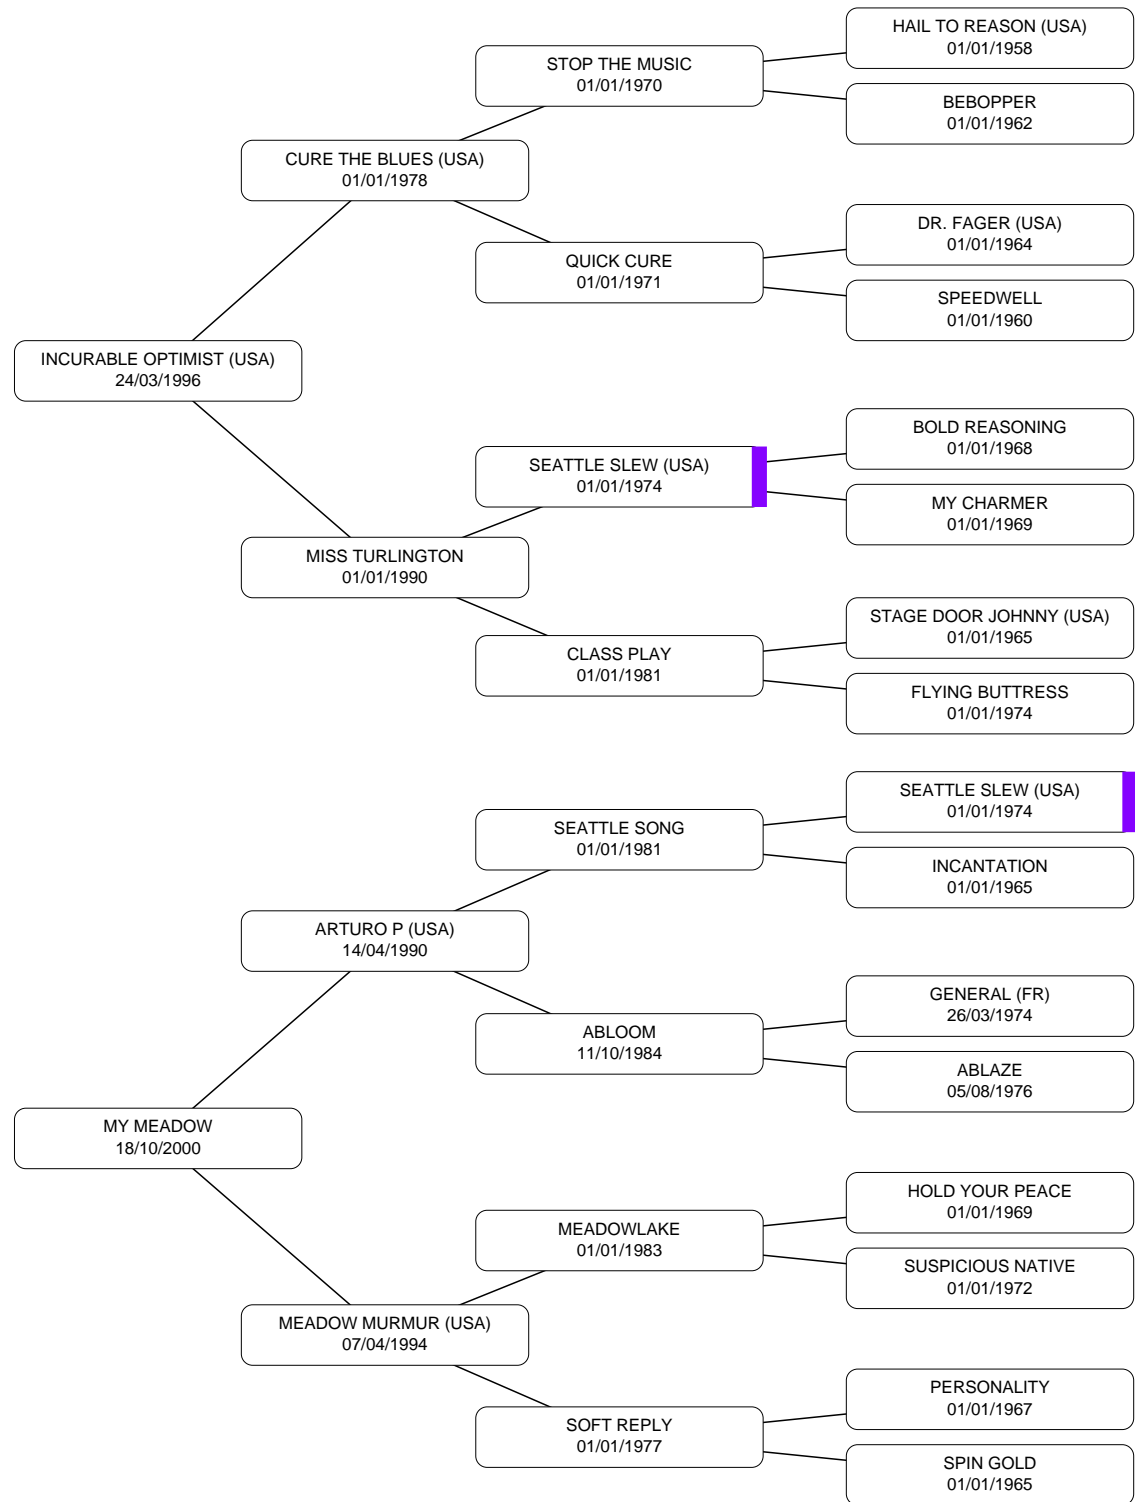 HAIL TO REASON (USA)
01/01/1958
STOP THE MUSIC
01/01/1970
BEBOPPER
01/01/1962
CURE THE BLUES (USA)
01/01/1978
DR. FAGER (USA)
01/01/1964
QUICK CURE
01/01/1971
SPEEDWELL
01/01/1960
INCURABLE OPTIMIST (USA)
24/03/1996
BOLD REASONING
01/01/1968
SEATTLE SLEW (USA)
01/01/1974
MY CHARMER
01/01/1969
MISS TURLINGTON
01/01/1990
STAGE DOOR JOHNNY (USA)
01/01/1965
CLASS PLAY
01/01/1981
FLYING BUTTRESS
01/01/1974
SEATTLE SLEW (USA)
01/01/1974
SEATTLE SONG
01/01/1981
INCANTATION
01/01/1965
ARTURO P (USA)
14/04/1990
GENERAL (FR)
26/03/1974
ABLOOM
11/10/1984
ABLAZE
05/08/1976
MY MEADOW
18/10/2000
HOLD YOUR PEACE
01/01/1969
MEADOWLAKE
01/01/1983
SUSPICIOUS NATIVE
01/01/1972
MEADOW MURMUR (USA)
07/04/1994
PERSONALITY
01/01/1967
SOFT REPLY
01/01/1977
SPIN GOLD
01/01/1965